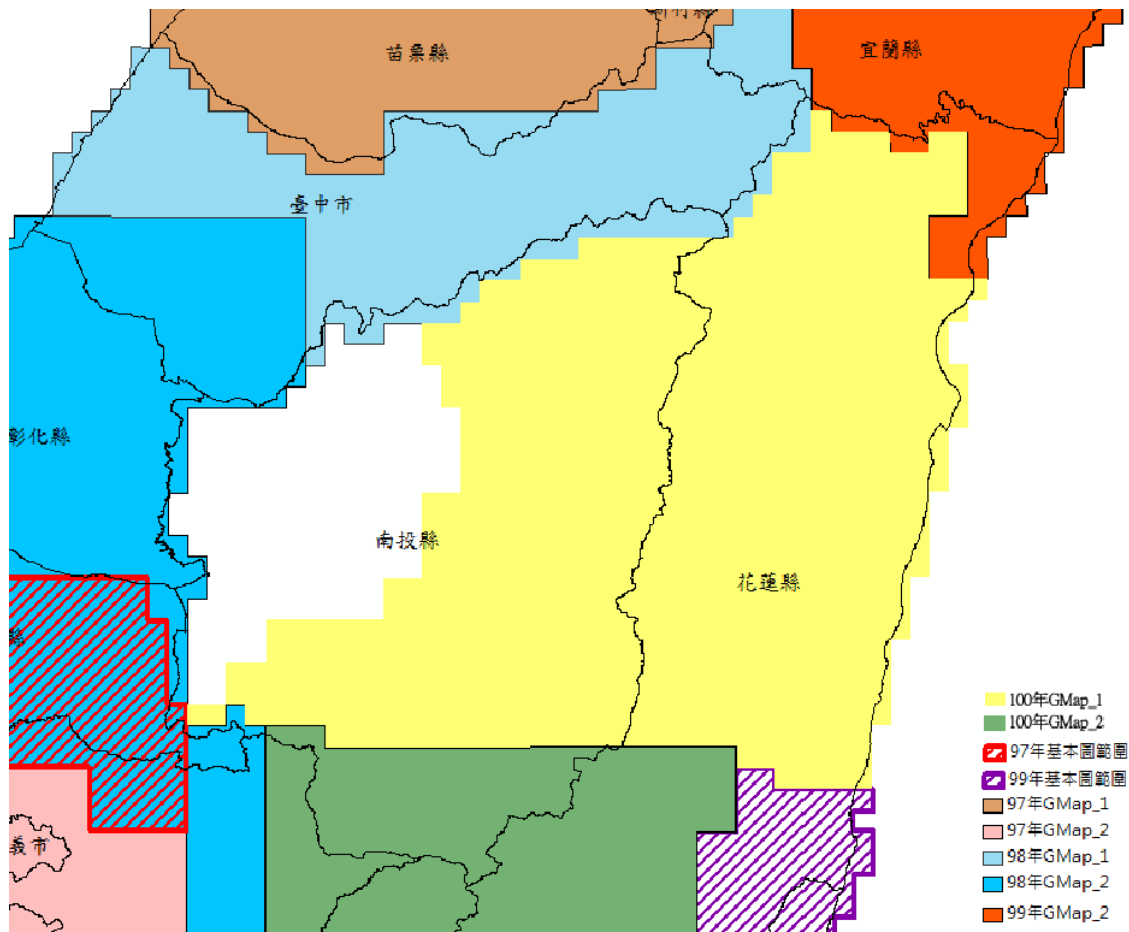 苗栗縣
宜蘭縣
臺中市
彰化縣
南投縣
花蓮縣
縣
義市
100年GMap_1
100年GMap_2
97年基本圖範圍
99年基本圖範圍
97年GMap_1
97年GMap_2
98年GMap_1
98年GMap_2
99年GMap_2